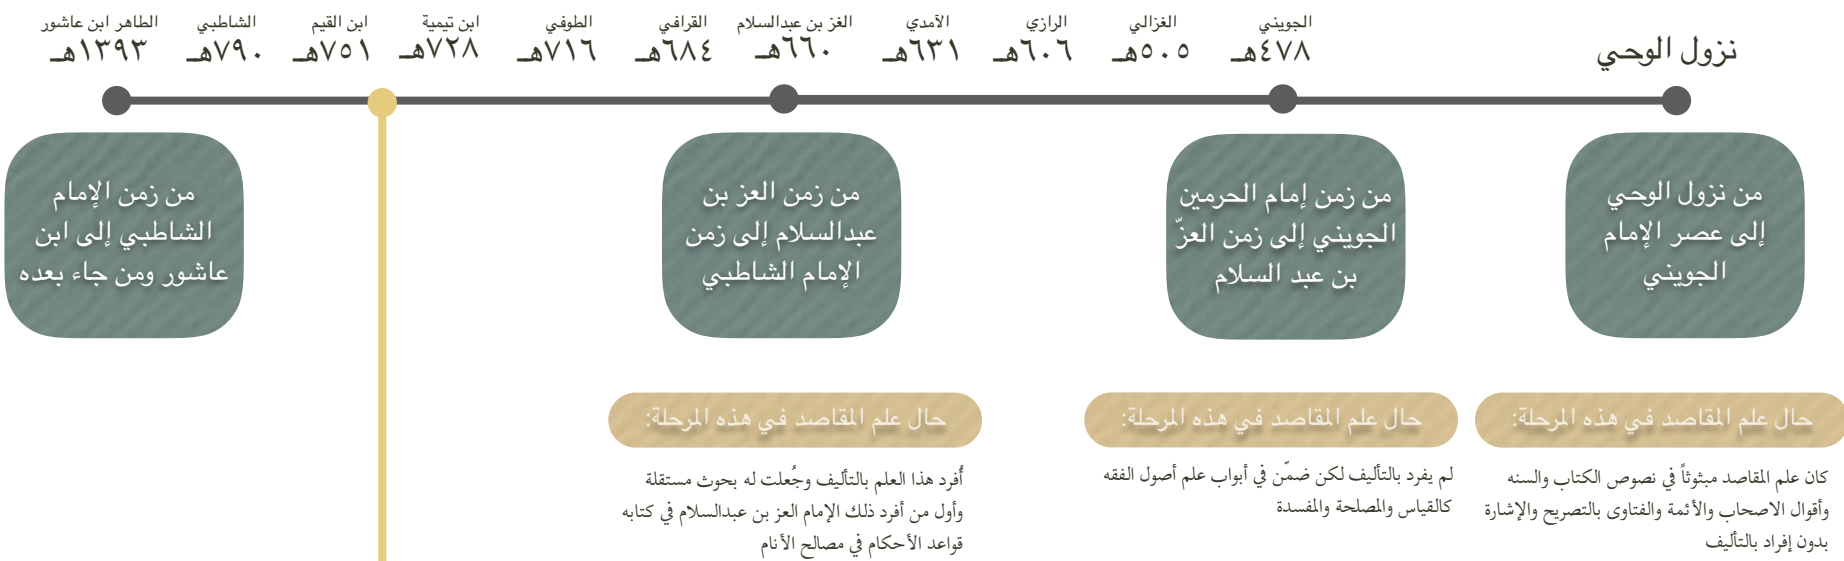 نزول الوحي
الجويني
٤٧٨هـ
الغزالي
٥٠٥هـ
الرازي
٦٠٦هـ
الآمدي
٦٣١هـ
الغز بن عبدالسلام
٦٦٠هـ
القرافي
٦٨٤هـ
الطوفي
٧١٦هـ
ابن تيمية
٧٢٨هـ
ابن القيم
٧٥١هـ
الشاطبي
٧٩٠هـ
الطاهر ابن عاشور
١٣٩٣هـ
من نزول الوحي
إلى عصر الإمام
الجويني
من زمن إمام الحرمين
الجويني إلى زمن العزّ
بن عبد السلام
من زمن العز بن
عبدالسلام إلى زمن
الإمام الشاطبي
من زمن الإمام
الشاطبي إلى ابن
عاشور ومن جاء بعده
حال علم المقاصد في هذه المرحلة:
كان علم المقاصد مبثوثاً في نصوص الكتاب والسنه
وأقوال الاصحاب والأئمة والفتاوى بالتصريح والإشارة
بدون إفراد بالتأليف
حال علم المقاصد في هذه المرحلة:
لم يفرد بالتأليف لكن ضمّن في أبواب علم أصول الفقه
كالقياس والمصلحة والمفسدة
حال علم المقاصد في هذه المرحلة:
أُفرد هذا العلم بالتأليف وجُعلت له بحوث مستقلة
وأول من أفرد ذلك الإمام العز بن عبدالسلام في كتابه
قواعد الأحكام في مصالح الأنام